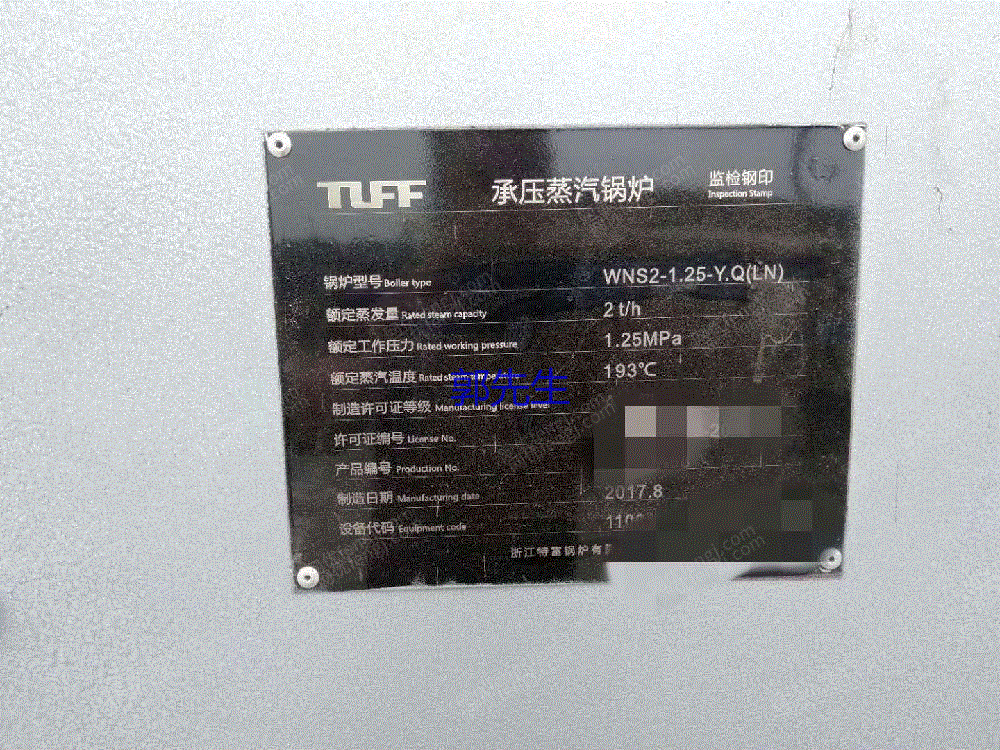 TUFF 承压蒸汽锅炉 监检钢印
Inspection Stamp
锅炉型号 Boiler type WNS2-1.25-Y.Q(LN)
额定蒸发量 Rated steam capacity 2 t/h
额定工作压力 Rated working pressure 1.25MPa
额定蒸汽温度 Rated steam temperature 193℃
郭先生
制造许可证等级 Manufacturing license level
许可证编号 License No.
产品编号 Production No.
制造日期 Manufacturing date 2017.8
设备代码 Equipment code 110
浙江特富锅炉有